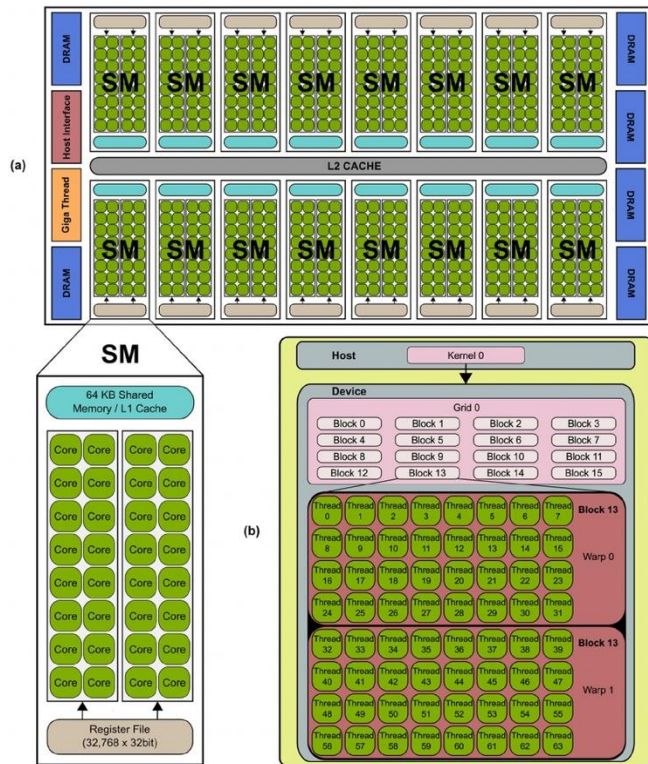 DRAM
Host Interface
Giga Thread
DRAM
SM SM SM SM SM SM SM SM
L2 CACHE
SM SM SM SM SM SM SM SM
DRAM
DRAM
DRAM
DRAM
(a)
SM
64 KB Shared
Memory / L1 Cache
Core Core Core Core
Core Core Core Core
Core Core Core Core
Core Core Core Core
Core Core Core Core
Core Core Core Core
Core Core Core Core
Core Core Core Core
Register File
(32,768 x 32bit)
(b)
Host
Kernel 0
Device
Grid 0
Block 0 Block 1 Block 2 Block 3
Block 4 Block 5 Block 6 Block 7
Block 8 Block 9 Block 10 Block 11
Block 12 Block 13 Block 14 Block 15
Thread Thread Thread Thread Thread Thread Thread Thread
0 1 2 3 4 5 6 7
Block 13
Thread Thread Thread Thread Thread Thread Thread Thread
8 9 10 11 12 13 14 15
Warp 0
Thread Thread Thread Thread Thread Thread Thread Thread
16 17 18 19 20 21 22 23
Thread Thread Thread Thread Thread Thread Thread Thread
24 25 26 27 28 29 30 31
Thread Thread Thread Thread Thread Thread Thread Thread
32 33 34 35 36 37 38 39
Block 13
Thread Thread Thread Thread Thread Thread Thread Thread
40 41 42 43 44 45 46 47
Warp 1
Thread Thread Thread Thread Thread Thread Thread Thread
48 49 50 51 52 53 54 55
Thread Thread Thread Thread Thread Thread Thread Thread
56 57 58 59 60 61 62 63